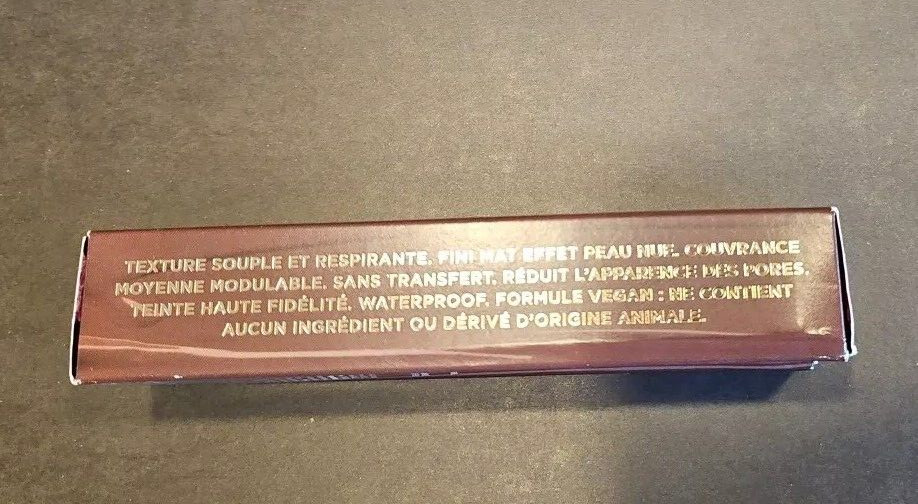 TEXTURE SOUPLE ET RESPIRANTE. FINI MAT EFFET PEAU NUE. COUVRANCE
MOYENNE MODULABLE. SANS TRANSFERT. RÉDUIT L'APPARENCE DES PORES.
TEINTE HAUTE FIDÉLITÉ. WATERPROOF. FORMULE VEGAN : NE CONTIENT
AUCUN INGRÉDIENT OU DÉRIVÉ D'ORIGINE ANIMALE.